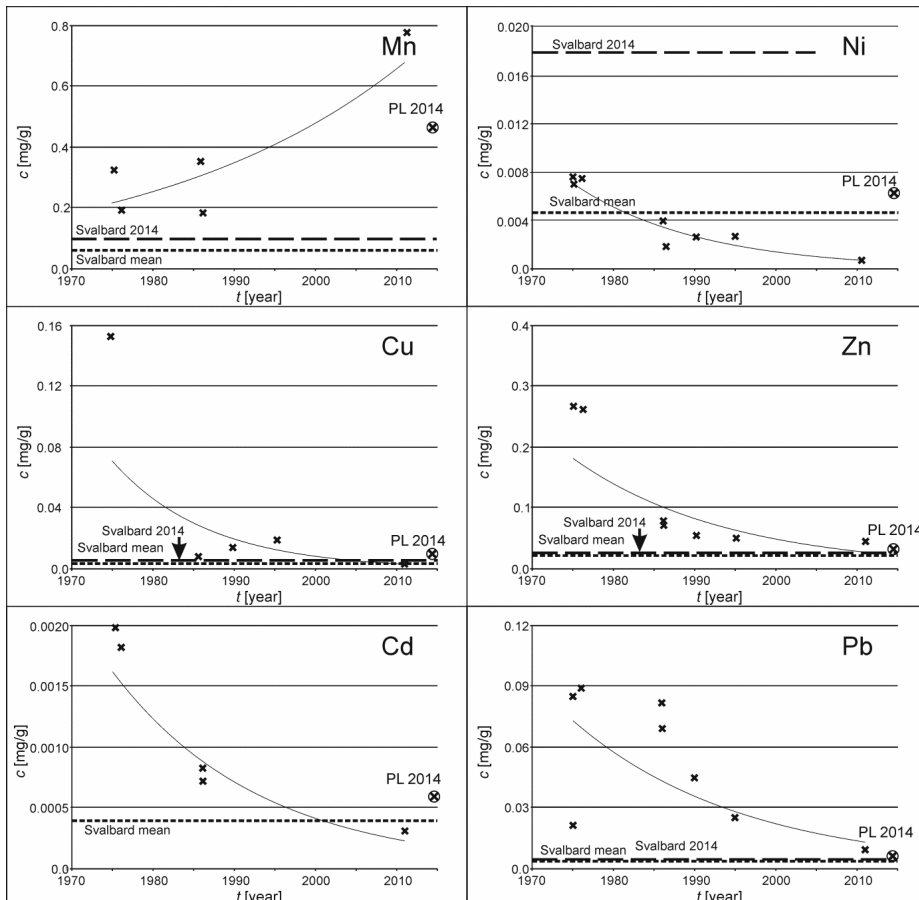 0.8
Mn
0.6
PL 2014
c [mg/g]
0.4
0.2
Svalbard 2014
Svalbard mean
0.0
1970 1980 1990 2000 2010
t [year]
0.020
Ni
Svalbard 2014
0.016
0.012
c [mg/g]
0.008
PL 2014
Svalbard mean
0.004
0.000
1970 1980 1990 2000 2010
t [year]
0.16
Cu
0.12
c [mg/g]
0.08
0.04
Svalbard 2014
PL 2014
Svalbard mean
0.00
1970 1980 1990 2000 2010
t [year]
0.4
Zn
0.3
c [mg/g]
0.2
0.1
Svalbard 2014
PL 2014
Svalbard mean
0.0
1970 1980 1990 2000 2010
t [year]
0.0020
Cd
0.0015
c [mg/g]
0.0010
PL 2014
0.0005
Svalbard mean
0.000
1970 1980 1990 2000 2010
t [year]
0.12
Pb
0.09
c [mg/g]
0.06
0.03
PL 2014
Svalbard mean Svalbard 2014
0.00
1970 1980 1990 2000 2010
t [year]